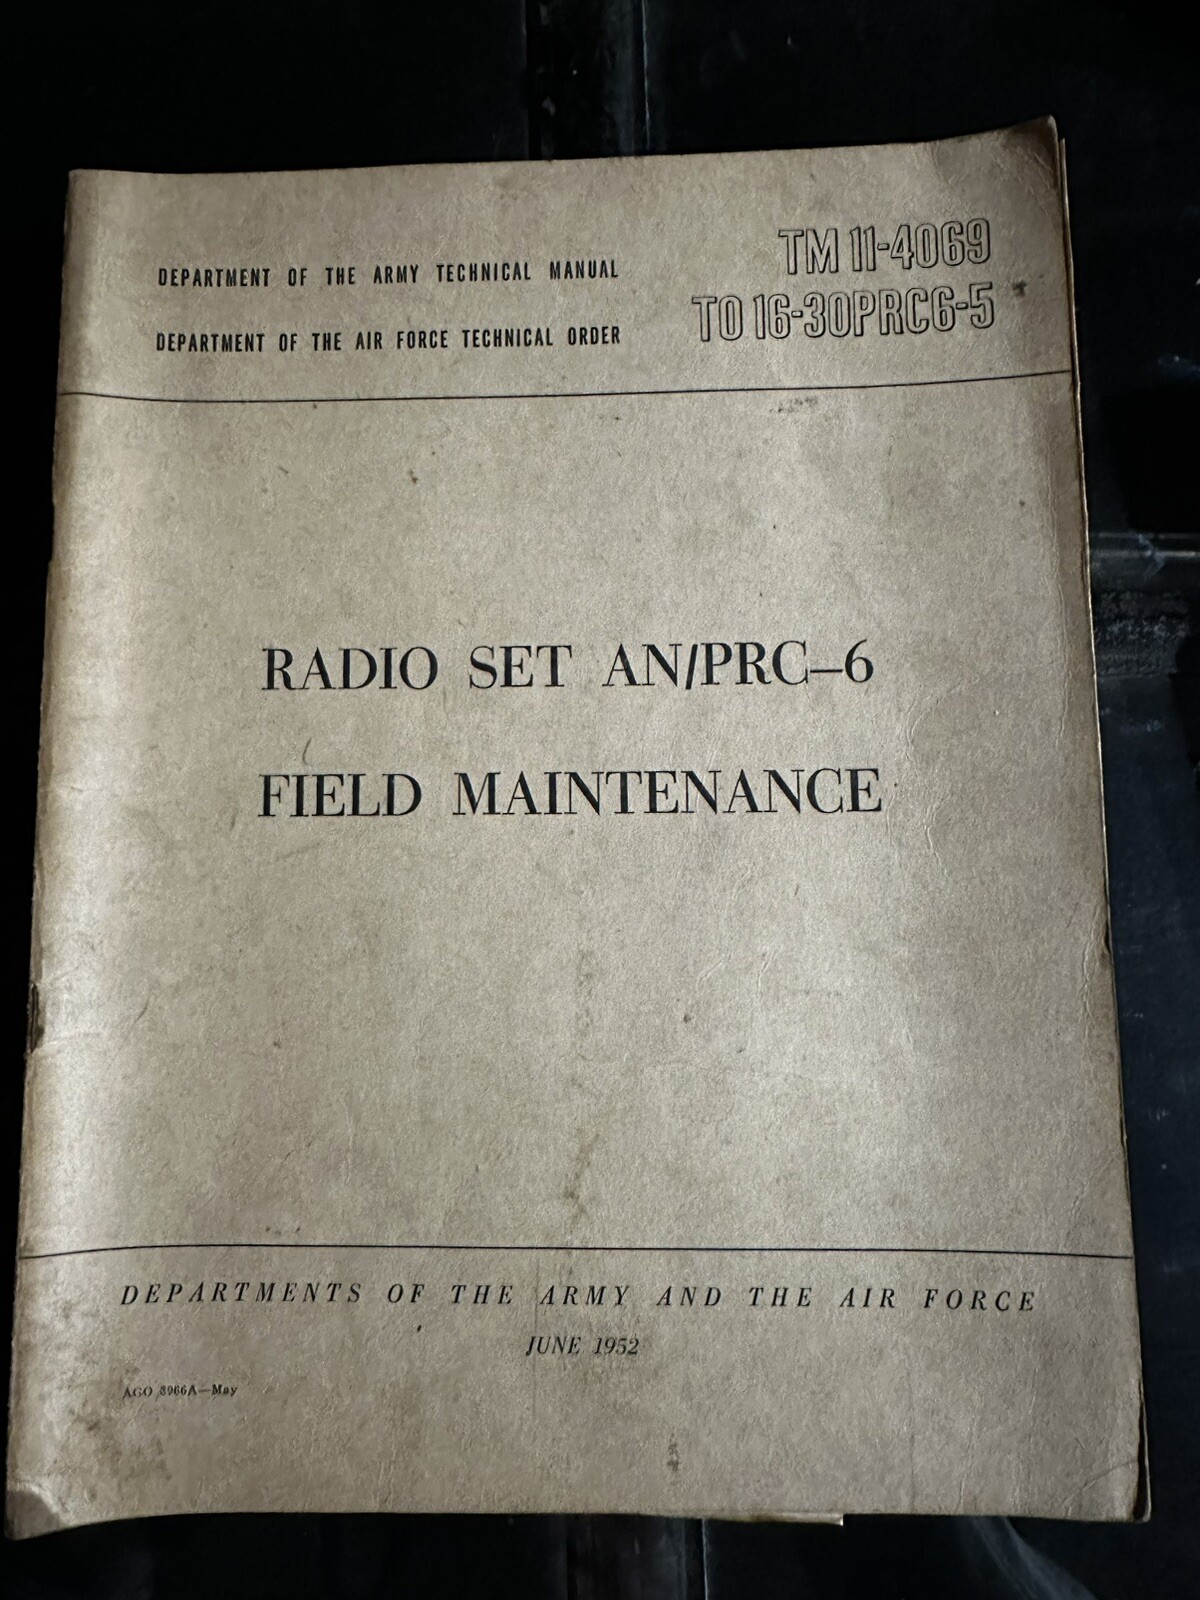 DEPARTMENT OF THE ARMY TECHNICAL MANUAL
DEPARTMENT OF THE AIR FORCE TECHNICAL ORDER
TM 11-4069
TO 16-30PRC6-5
RADIO SET AN/PRC-6
FIELD MAINTENANCE
DEPARTMENTS OF THE ARMY AND THE AIR FORCE
JUNE 1952
AGO 8966A—May